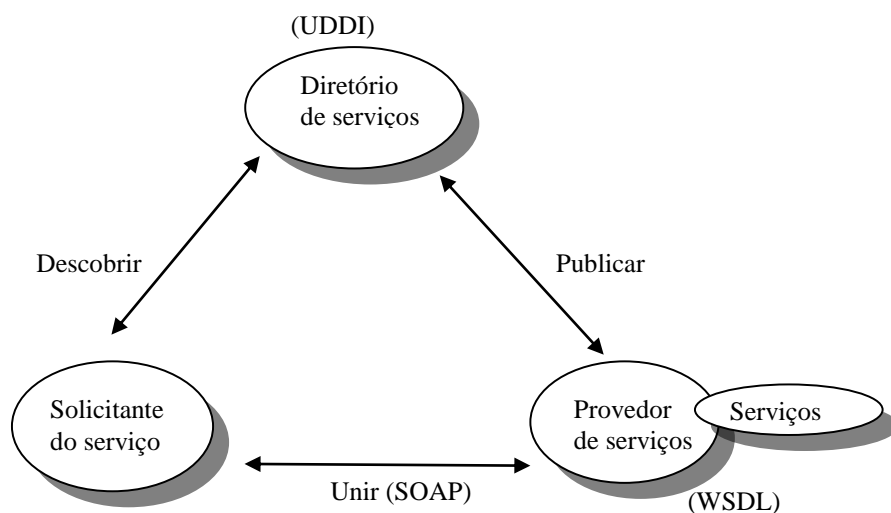 (UDDI)
Diretório
de serviços
Descobrir
Publicar
Solicitante
do serviço
Provedor
de serviços
Serviços
Unir (SOAP)
(WSDL)